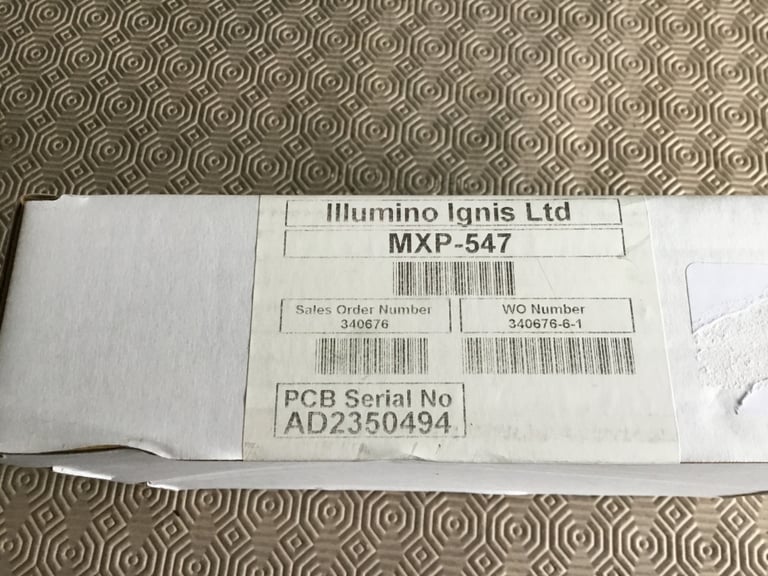 Illumino Ignis Ltd
MXP-547
Sales Order Number
340676
WO Number
340676-6-1
PCB Serial No
AD2350494